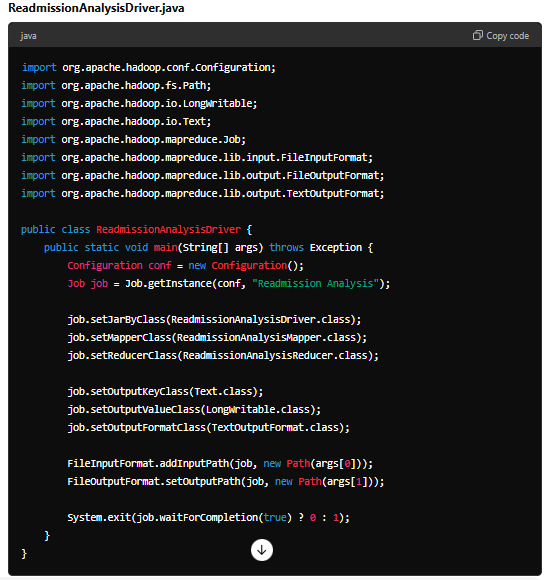 ReadmissionAnalysisDriver.java
java
Copy code
import org.apache.hadoop.conf.Configuration;
import org.apache.hadoop.fs.Path;
import org.apache.hadoop.io.LongWritable;
import org.apache.hadoop.io.Text;
import org.apache.hadoop.mapreduce.Job;
import org.apache.hadoop.mapreduce.lib.input.FileInputFormat;
import org.apache.hadoop.mapreduce.lib.output.FileOutputFormat;
import org.apache.hadoop.mapreduce.lib.output.TextOutputFormat;

public class ReadmissionAnalysisDriver {
    public static void main(String[] args) throws Exception {
        Configuration conf = new Configuration();
        Job job = Job.getInstance(conf, "Readmission Analysis");

        job.setJarByClass(ReadmissionAnalysisDriver.class);
        job.setMapperClass(ReadmissionAnalysisMapper.class);
        job.setReducerClass(ReadmissionAnalysisReducer.class);

        job.setOutputKeyClass(Text.class);
        job.setOutputValueClass(LongWritable.class);
        job.setOutputFormatClass(TextOutputFormat.class);

        FileInputFormat.addInputPath(job, new Path(args[0]));
        FileOutputFormat.setOutputPath(job, new Path(args[1]));

        System.exit(job.waitForCompletion(true) ? 0 : 1);
    }
}